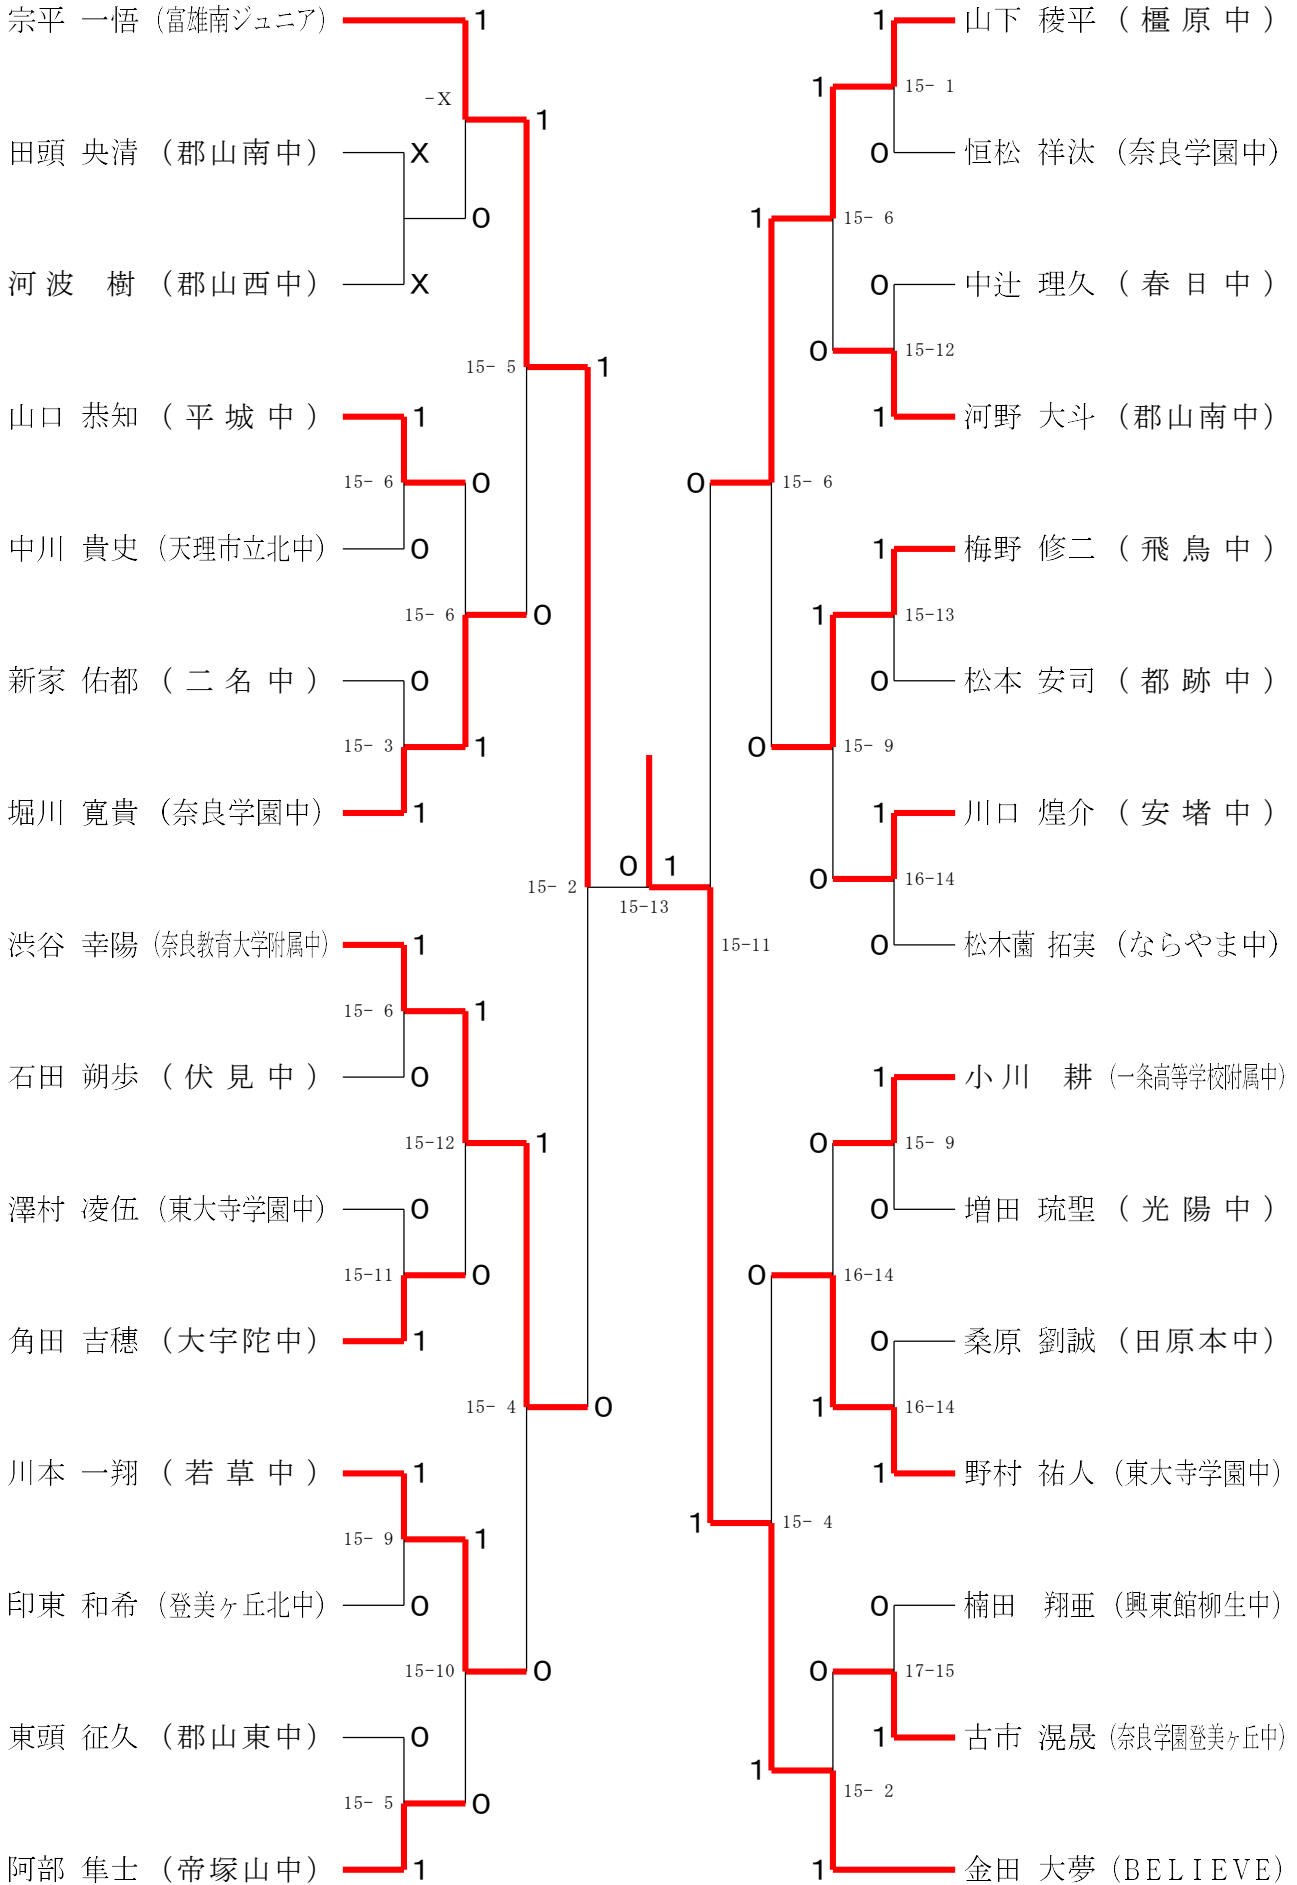 宗平 一悟 (富雄南ジュニア)
1
-X
1
田頭 央清 (郡山南中)
X
0
河波 樹 (郡山西中)
X
15- 5
1
山口 恭知 (平城中)
1
15- 6
0
中川 貴史 (天理市立北中)
0
15- 6
0
新家 佑都 (二名中)
0
15- 3
1
堀川 寛貴 (奈良学園中)
1
15- 2
0
1
15-13
渋谷 幸陽 (奈良教育大学附属中)
1
15- 6
1
石田 朔歩 (伏見中)
0
15-12
1
澤村 凌伍 (東大寺学園中)
0
15-11
0
角田 吉穗 (大宇陀中)
1
15- 4
0
川本 一翔 (若草中)
1
15- 9
1
印東 和希 (登美ヶ丘北中)
0
15-10
0
東頭 征久 (郡山東中)
0
15- 5
0
阿部 隼士 (帝塚山中)
1
1
山下 稜平 (橿原中)
1
15- 1
0
恒松 祥汰 (奈良学園中)
1
15- 6
0
中辻 理久 (春日中)
0
15-12
1
河野 大斗 (郡山南中)
0
15- 6
1
梅野 修二 (飛鳥中)
1
15-13
0
松本 安司 (都跡中)
0
15- 9
1
川口 煌介 (安堵中)
0
16-14
0
松木薗 拓実 (ならやま中)
15-11
1
小川 耕 (一条高等学校附属中)
0
15- 9
0
増田 琉聖 (光陽中)
0
16-14
0
桑原 劉誠 (田原本中)
1
16-14
1
野村 祐人 (東大寺学園中)
1
15- 4
0
楠田 翔亜 (興東館柳生中)
0
17-15
1
古市 滉晟 (奈良学園登美ヶ丘中)
1
15- 2
1
金田 大夢 (BELIEVE)